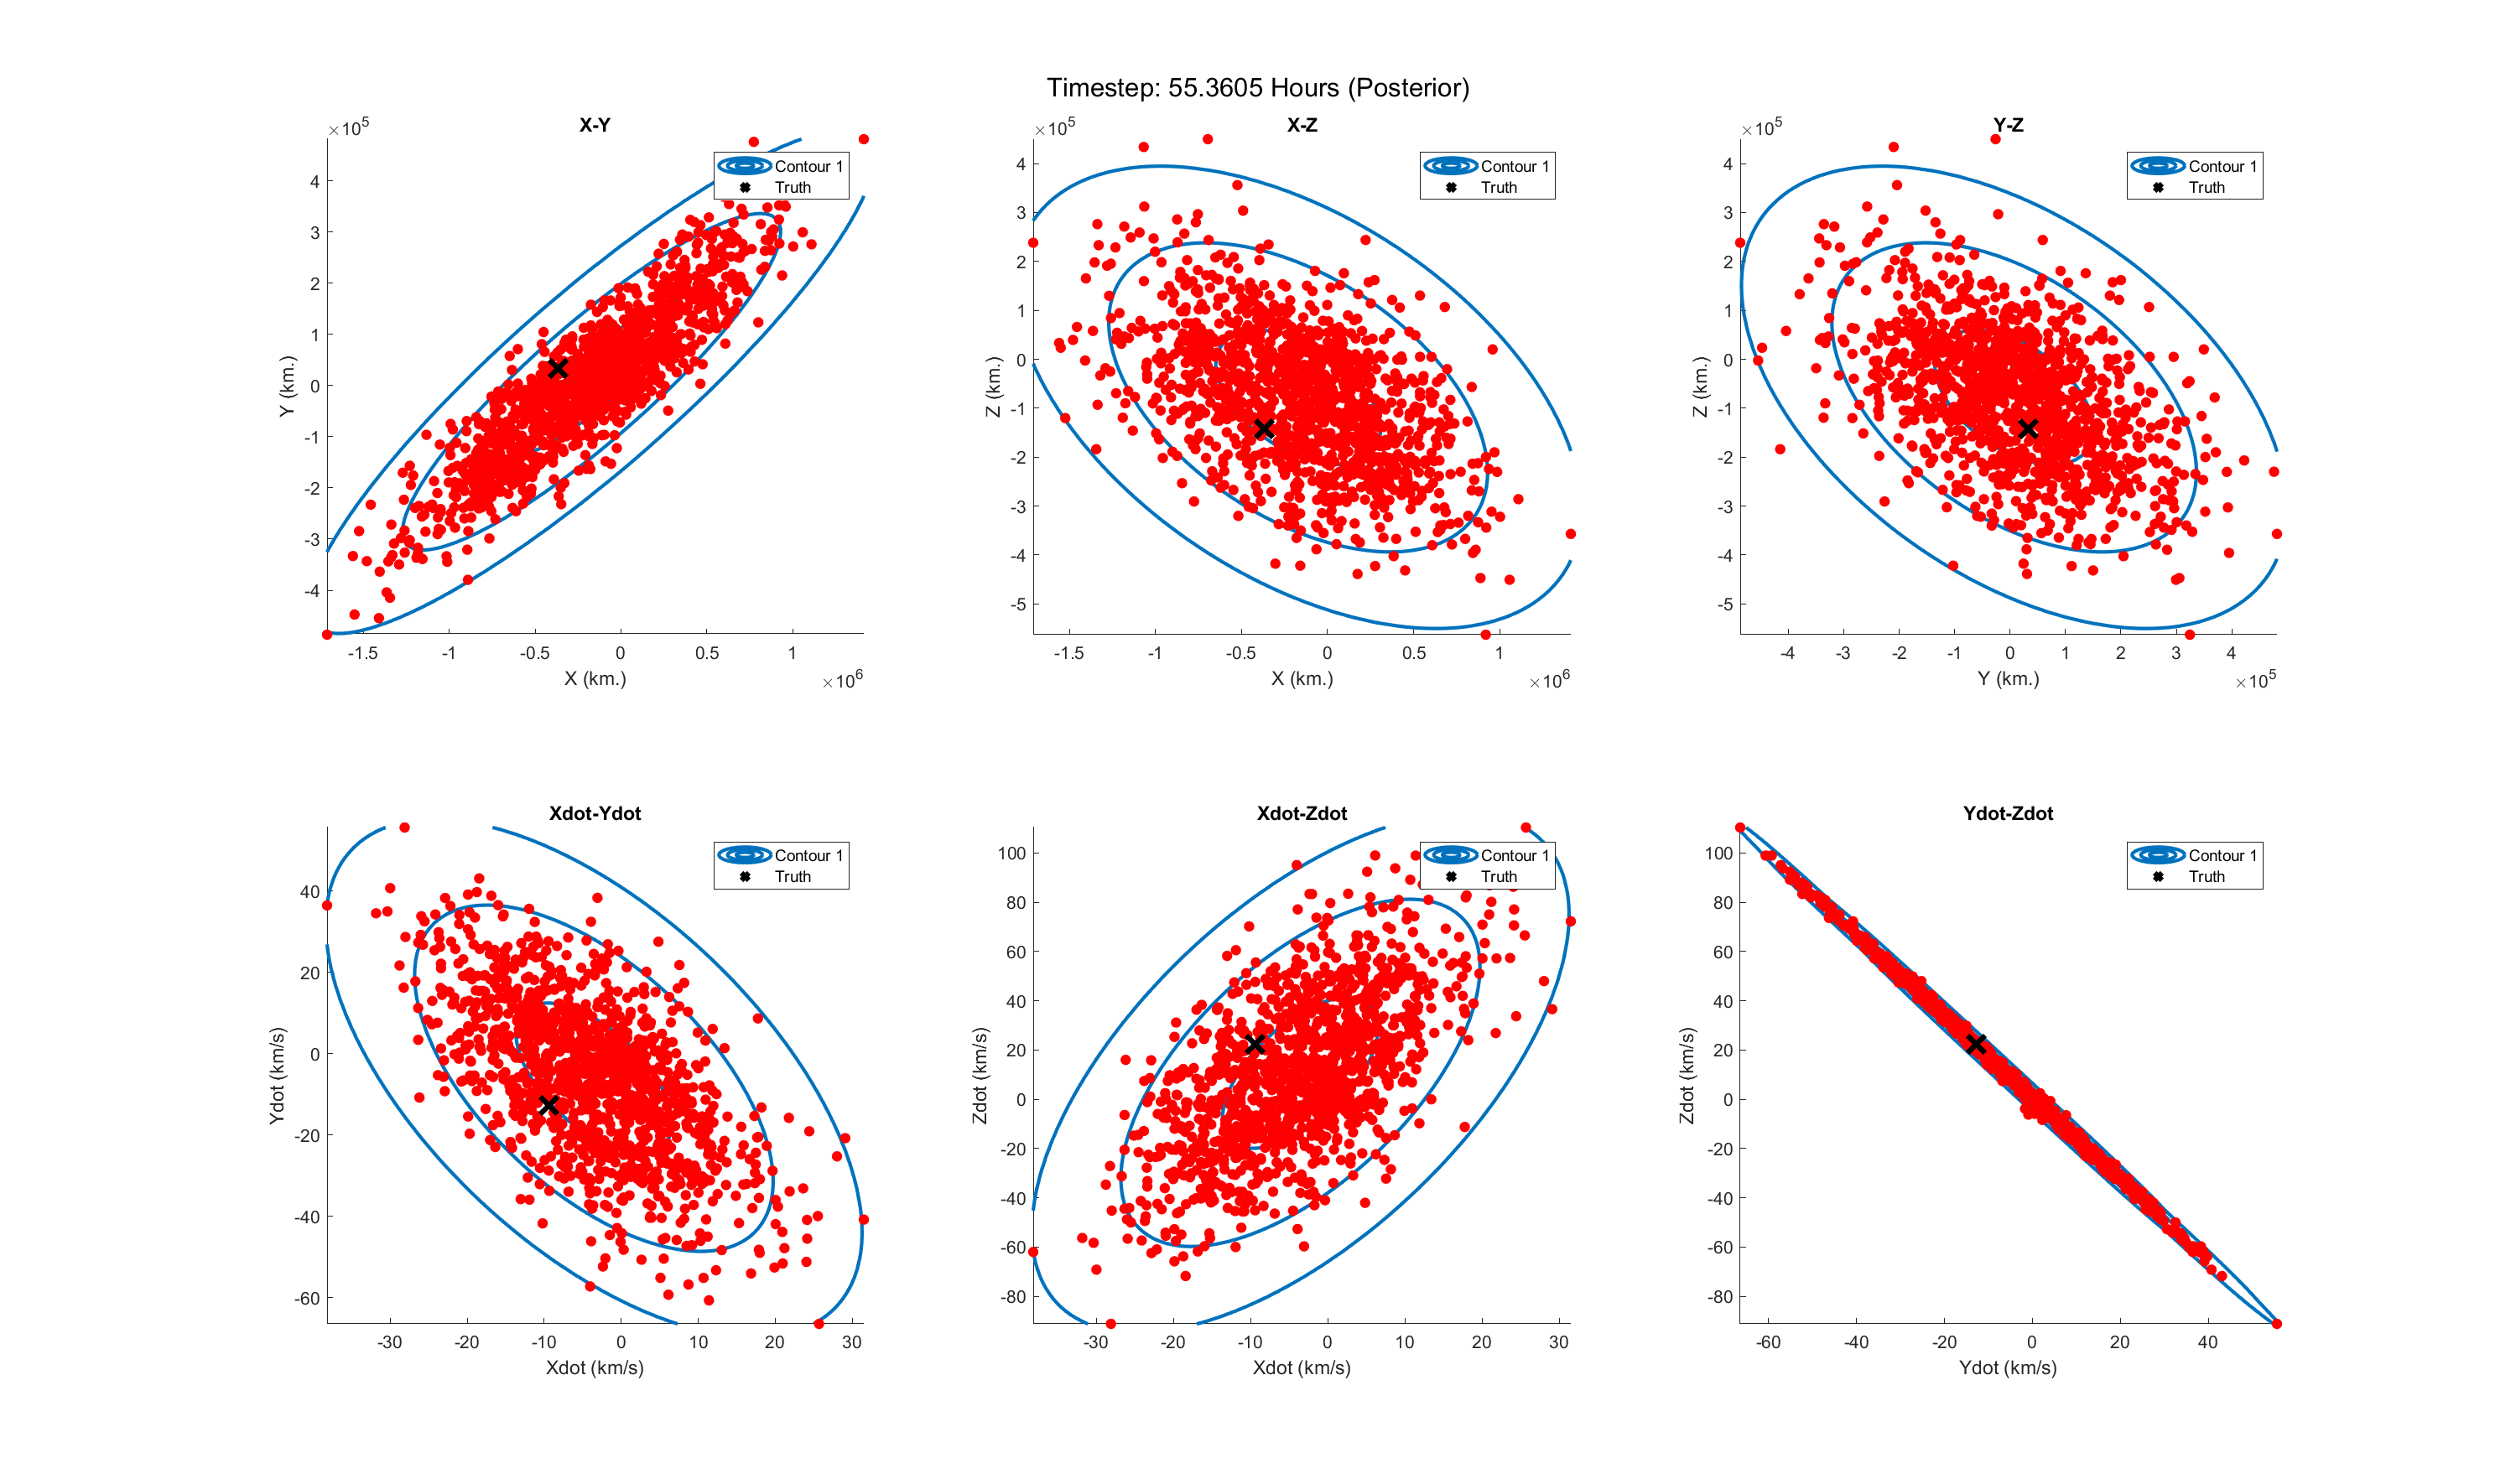 Timestep: 55.3605 Hours (Posterior)
X-Y
×10^5
4
3
2
1
0
-1
-2
-3
-4
Y (km.)
-1.5 -1 -0.5 0 0.5 1
X (km.)
×10^6
Contour 1
Truth
X-Z
×10^5
4
3
2
1
0
-1
-2
-3
-4
-5
Z (km.)
-1.5 -1 -0.5 0 0.5 1
X (km.)
×10^6
Contour 1
Truth
Y-Z
×10^5
4
3
2
1
0
-1
-2
-3
-4
-5
Z (km.)
-4 -3 -2 -1 0 1 2 3 4
Y (km.)
×10^5
Contour 1
Truth
Xdot-Ydot
40
20
0
-20
-40
-60
Ydot (km/s)
-30 -20 -10 0 10 20 30
Xdot (km/s)
Contour 1
Truth
Xdot-Zdot
100
80
60
40
20
0
-20
-40
-60
-80
Zdot (km/s)
-30 -20 -10 0 10 20 30
Xdot (km/s)
Contour 1
Truth
Ydot-Zdot
100
80
60
40
20
0
-20
-40
-60
-80
Zdot (km/s)
-60 -40 -20 0 20 40
Ydot (km/s)
Contour 1
Truth